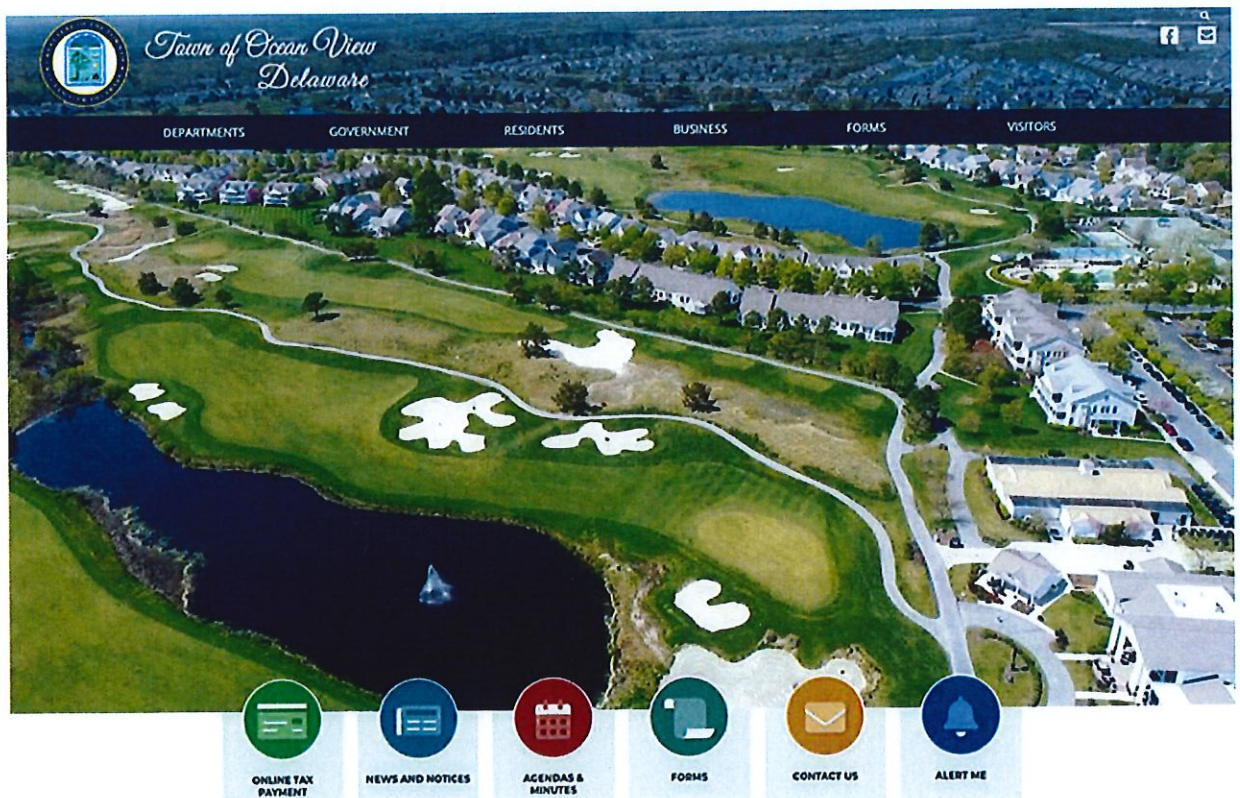 Town of Ocean View
Delaware
DEPARTMENTS GOVERNMENT RESIDENTS BUSINESS FORMS VISITORS
ONLINE TAX PAYMENT
NEWS AND NOTICES
AGENDAS & MINUTES
FORMS
CONTACT US
ALERT ME